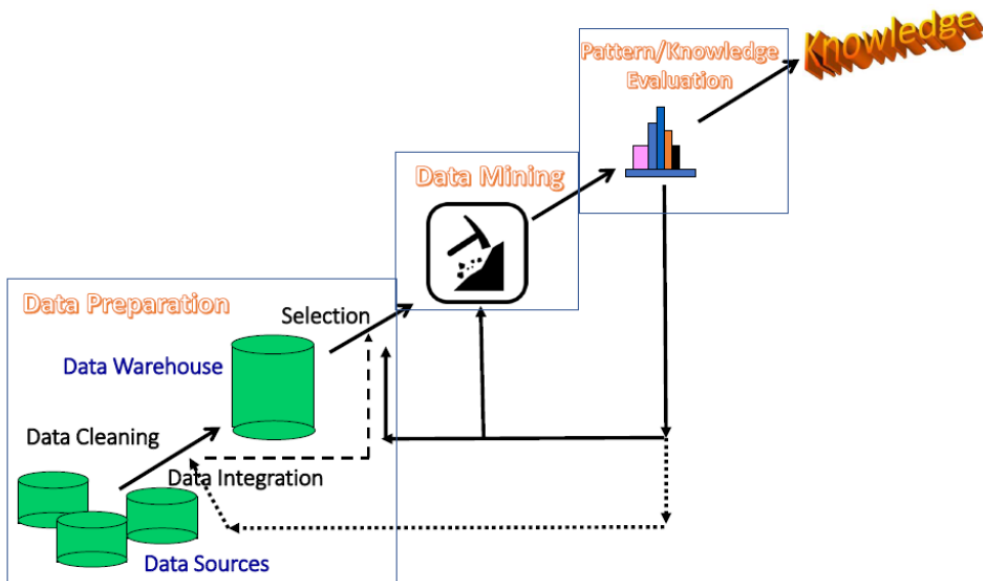 Knowledge
Pattern/Knowledge
Evaluation
Data Mining
Data Preparation
Selection
Data Warehouse
Data Cleaning
Data Integration
Data Sources